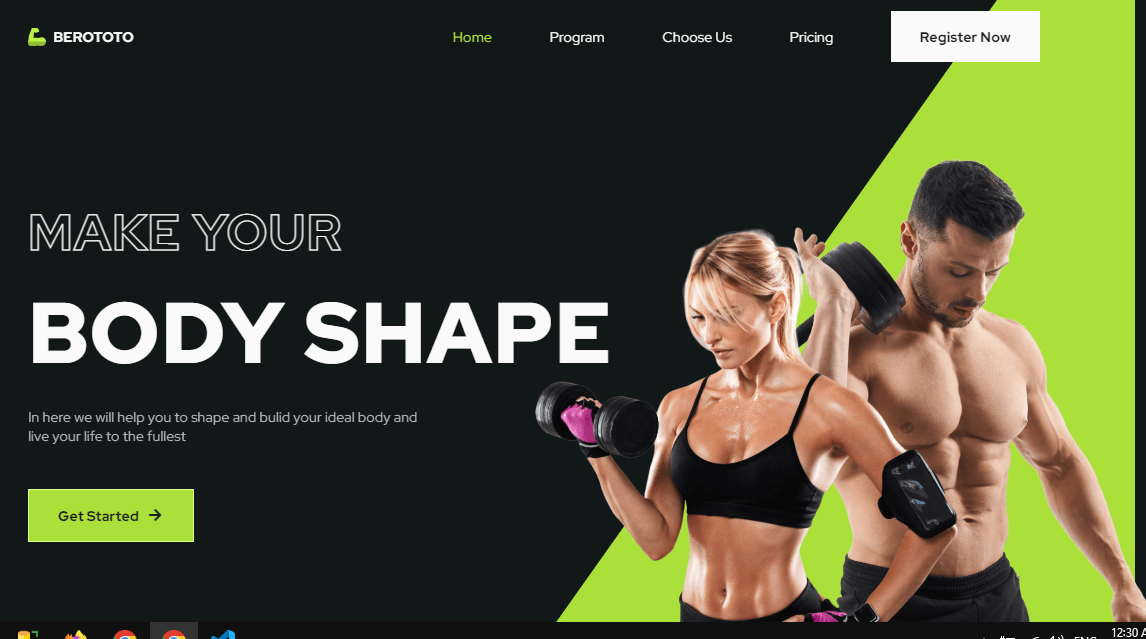 BEROTOTO
Home Program Choose Us Pricing Register Now
MAKE YOUR
BODY SHAPE
In here we will help you to shape and bulid your ideal body and
live your life to the fullest
Get Started →
12:30